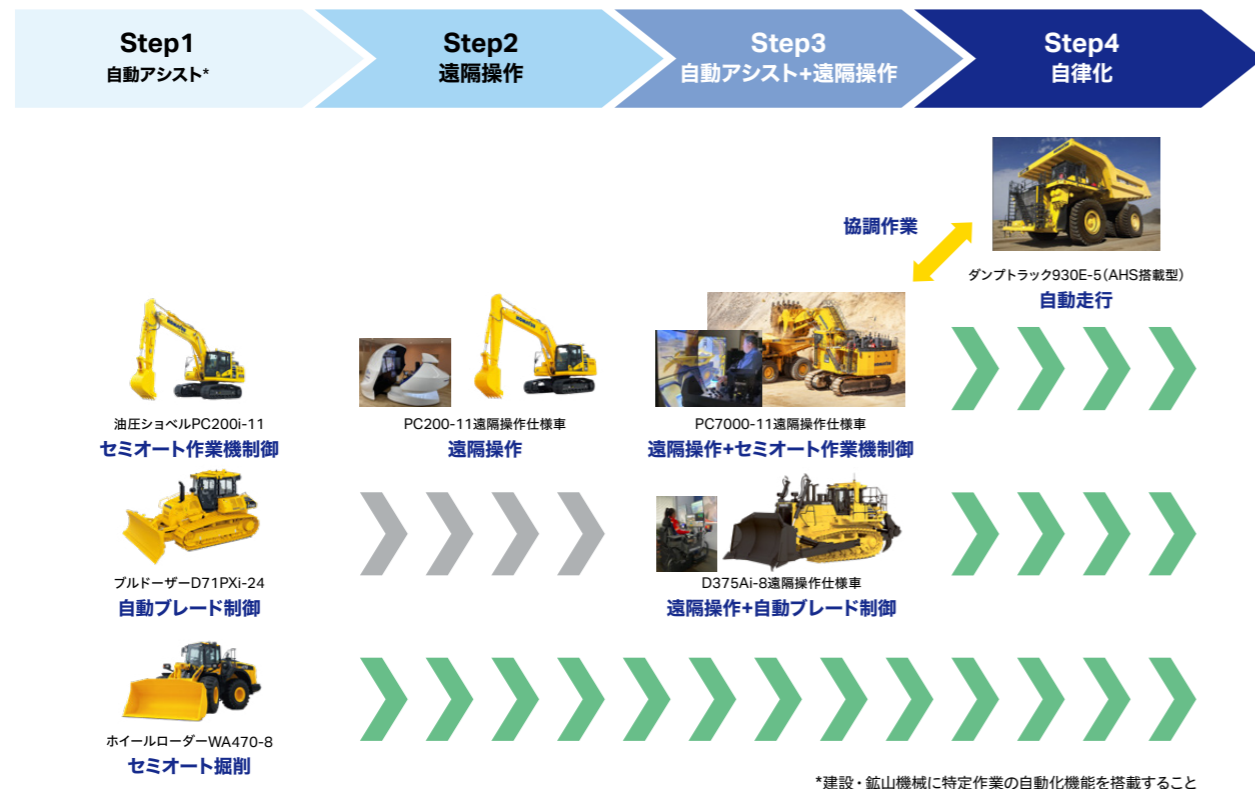 Step1
自動アシスト*
Step2
遠隔操作
Step3
自動アシスト+遠隔操作
Step4
自律化
協調作業
ダンプトラック930E-5(AHS搭載型)
自動走行
油圧ショベルPC200i-11
セミオート作業機制御
PC200-11遠隔操作仕様車
遠隔操作
PC7000-11遠隔操作仕様車
遠隔操作+セミオート作業機制御
ブルドーザーD71PXi-24
自動ブレード制御
D375Ai-8遠隔操作仕様車
遠隔操作+自動ブレード制御
ホイールローダーWA470-8
セミオート掘削
*建設・鉱山機械に特定作業の自動化機能を搭載すること